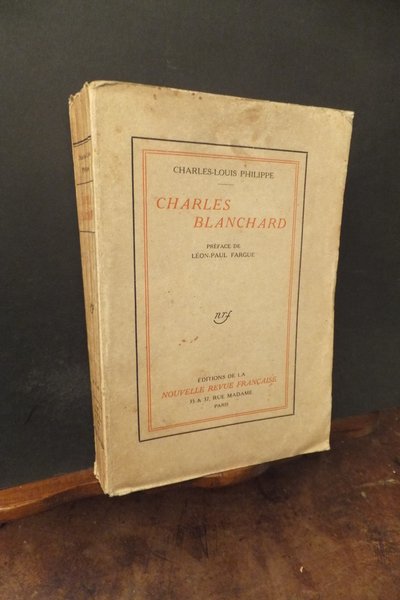 CHARLES-LOUIS PHILIPPE
CHARLES
BLANCHARD
PRÉFACE DE
LÉON-PAUL FARGUE
nrf
ÉDITIONS DE LA
NOUVELLE REVUE FRANÇAISE
35 & 37, RUE MADAME
PARIS